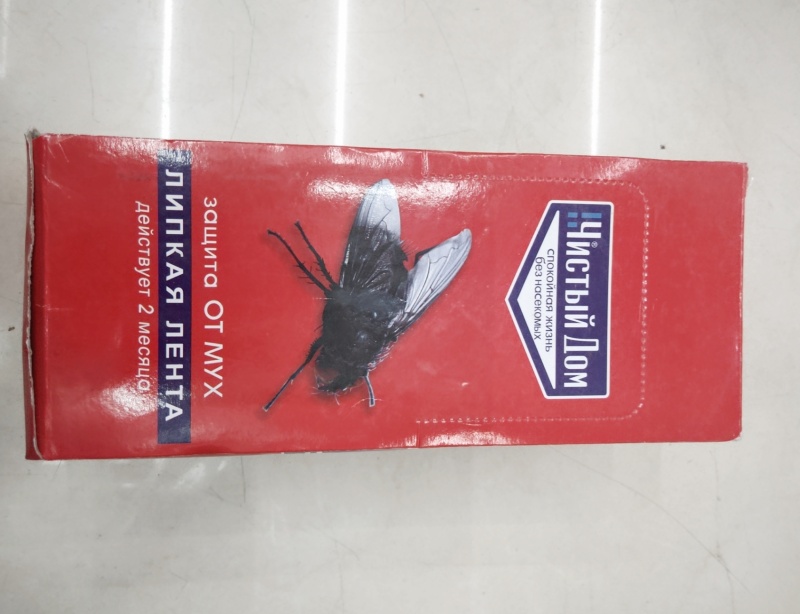 Чистый Дом®
спокойная жизнь
без насекомых
защита ОТ МУХ
ЛИПКАЯ ЛЕНТА
действует 2 месяца